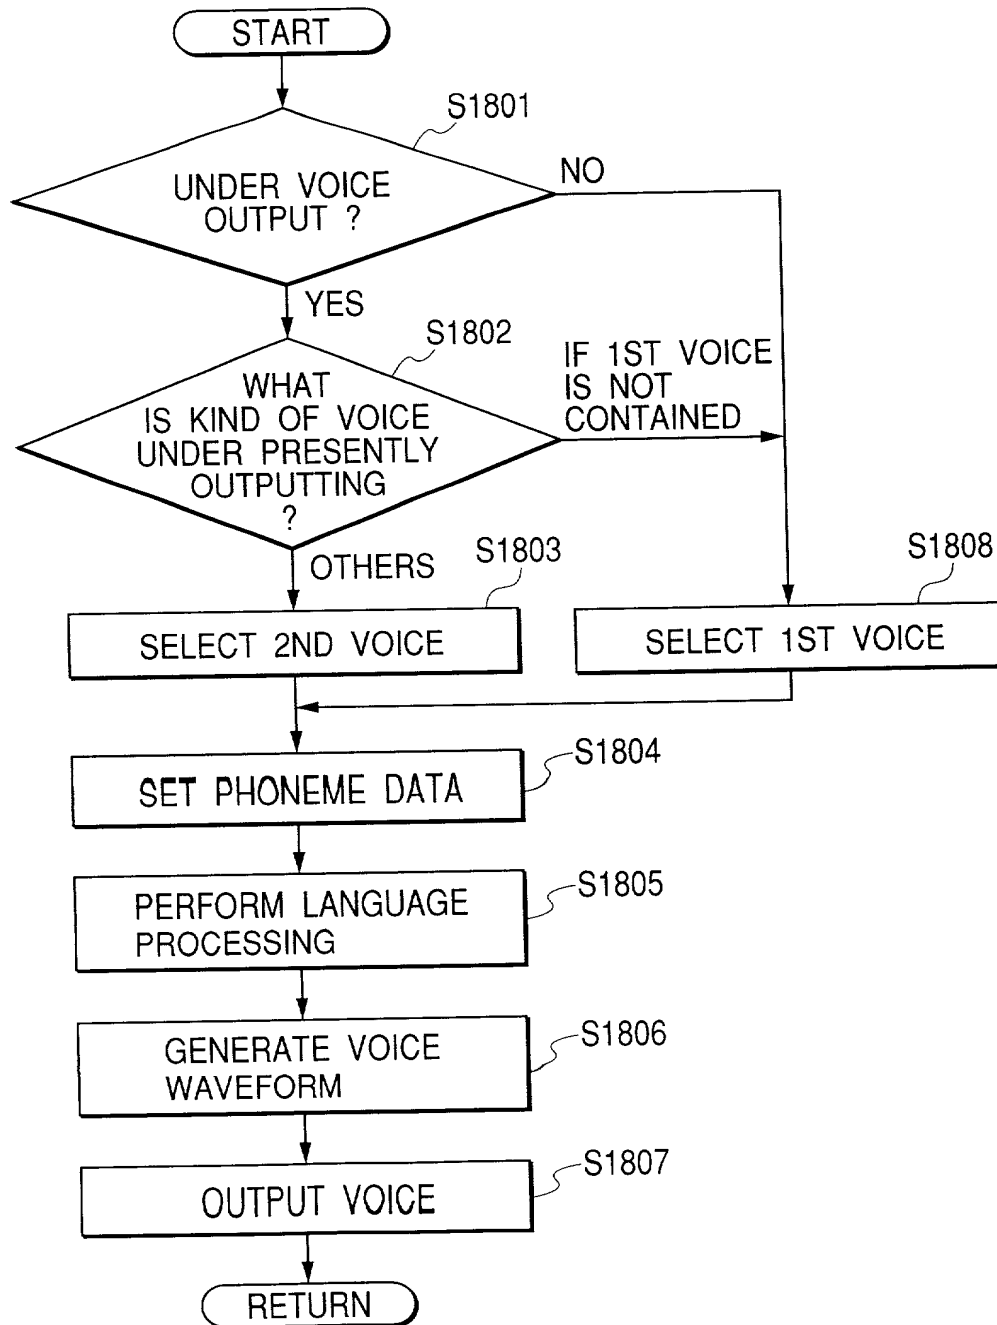 START
S1801
UNDER VOICE
OUTPUT ?
NO
YES
S1802
WHAT
IS KIND OF VOICE
UNDER PRESENTLY
OUTPUTTING
?
IF 1ST VOICE
IS NOT
CONTAINED
OTHERS
S1803
SELECT 2ND VOICE
S1808
SELECT 1ST VOICE
S1804
SET PHONEME DATA
S1805
PERFORM LANGUAGE
PROCESSING
S1806
GENERATE VOICE
WAVEFORM
S1807
OUTPUT VOICE
RETURN